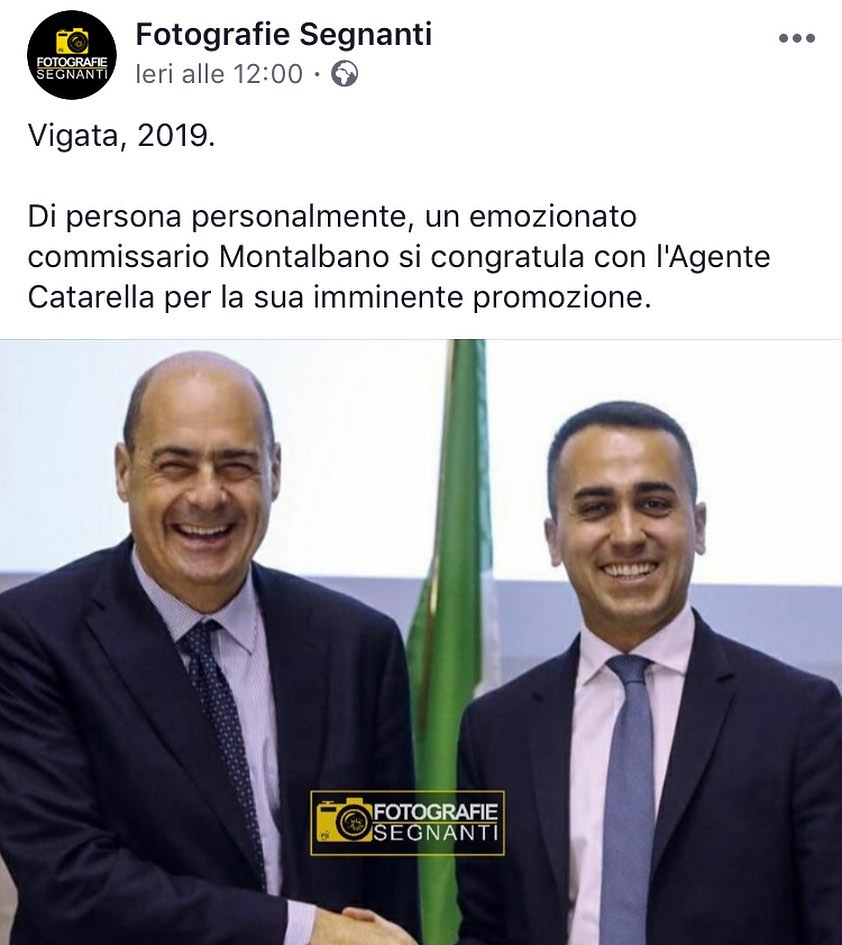 Fotografie Segnanti
FOTOGRAFIE
SEGNANTI
Ieri alle 12:00 ·
Vigata, 2019.
Di persona personalmente, un emozionato
commissario Montalbano si congratula con l'Agente
Catarella per la sua imminente promozione.
FOTOGRAFIE
SEGNANTI